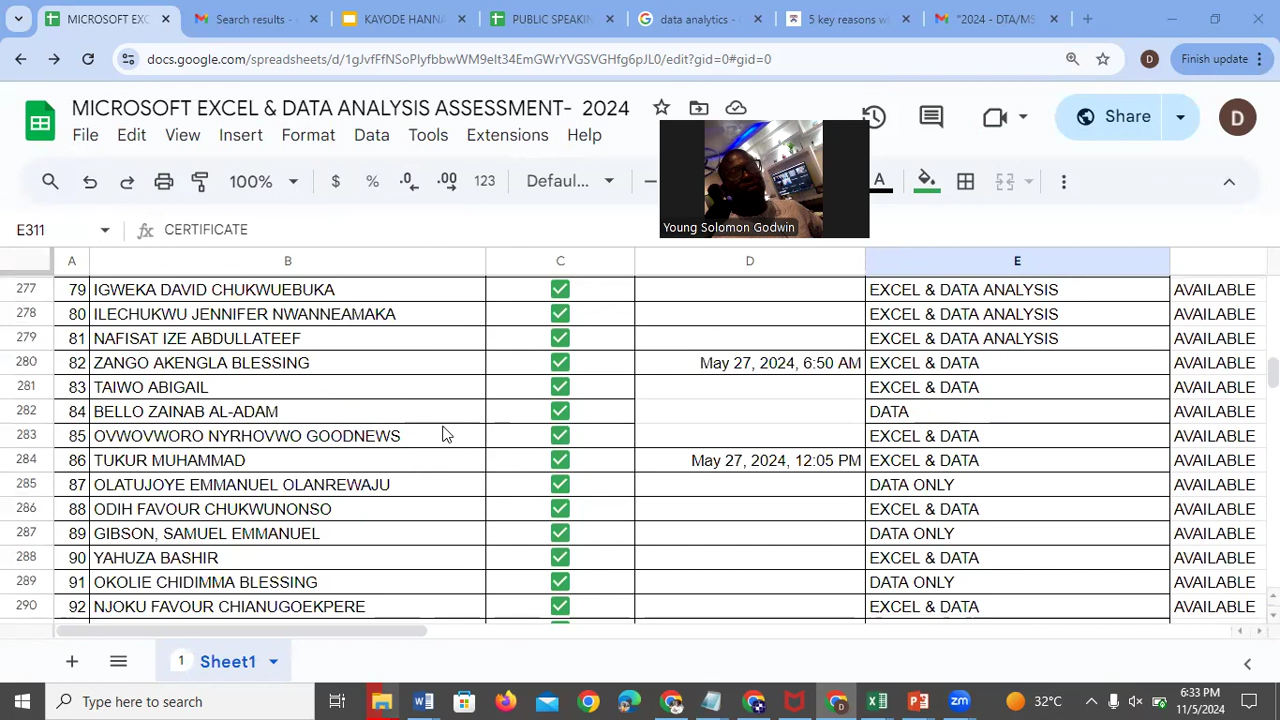 MICROSOFT EXC
Search results -
KAYODE HANNA
PUBLIC SPEAKIN
data analytics -
5 key reasons w
"2024 - DTA/MS
docs.google.com/spreadsheets/d/1gJvfFfNSoPlyfbbwWM9eIt34EmGWrYVGSVGHfg6pJL0/edit?gid=0#gid=0
D
Finish update
MICROSOFT EXCEL & DATA ANALYSIS ASSESSMENT- 2024
Share
D
File Edit View Insert Format Data Tools Extensions Help
100% $ % .0 .00 123 Defaul... A
Young Solomon Godwin
E311 fx CERTIFICATE
A B C D E
277 79 IGWEKA DAVID CHUKWUEBUKA EXCEL & DATA ANALYSIS AVAILABLE
278 80 ILECHUKWU JENNIFER NWANNEAMAKA EXCEL & DATA ANALYSIS AVAILABLE
279 81 NAFISAT IZE ABDULLATEEF EXCEL & DATA ANALYSIS AVAILABLE
280 82 ZANGO AKENGLA BLESSING May 27, 2024, 6:50 AM EXCEL & DATA AVAILABLE
281 83 TAIWO ABIGAIL EXCEL & DATA AVAILABLE
282 84 BELLO ZAINAB AL-ADAM DATA AVAILABLE
283 85 OVWOVWORO NYRHOVWO GOODNEWS EXCEL & DATA AVAILABLE
284 86 TUKUR MUHAMMAD May 27, 2024, 12:05 PM EXCEL & DATA AVAILABLE
285 87 OLATUJOYE EMMANUEL OLANREWAJU DATA ONLY AVAILABLE
286 88 ODIH FAVOUR CHUKWUNONSO EXCEL & DATA AVAILABLE
287 89 GIBSON, SAMUEL EMMANUEL DATA ONLY AVAILABLE
288 90 YAHUZA BASHIR EXCEL & DATA AVAILABLE
289 91 OKOLIE CHIDIMMA BLESSING DATA ONLY AVAILABLE
290 92 NJOKU FAVOUR CHIANUGOEKPERE EXCEL & DATA AVAILABLE
1 Sheet1
Type here to search
32°C
6:33 PM
11/5/2024